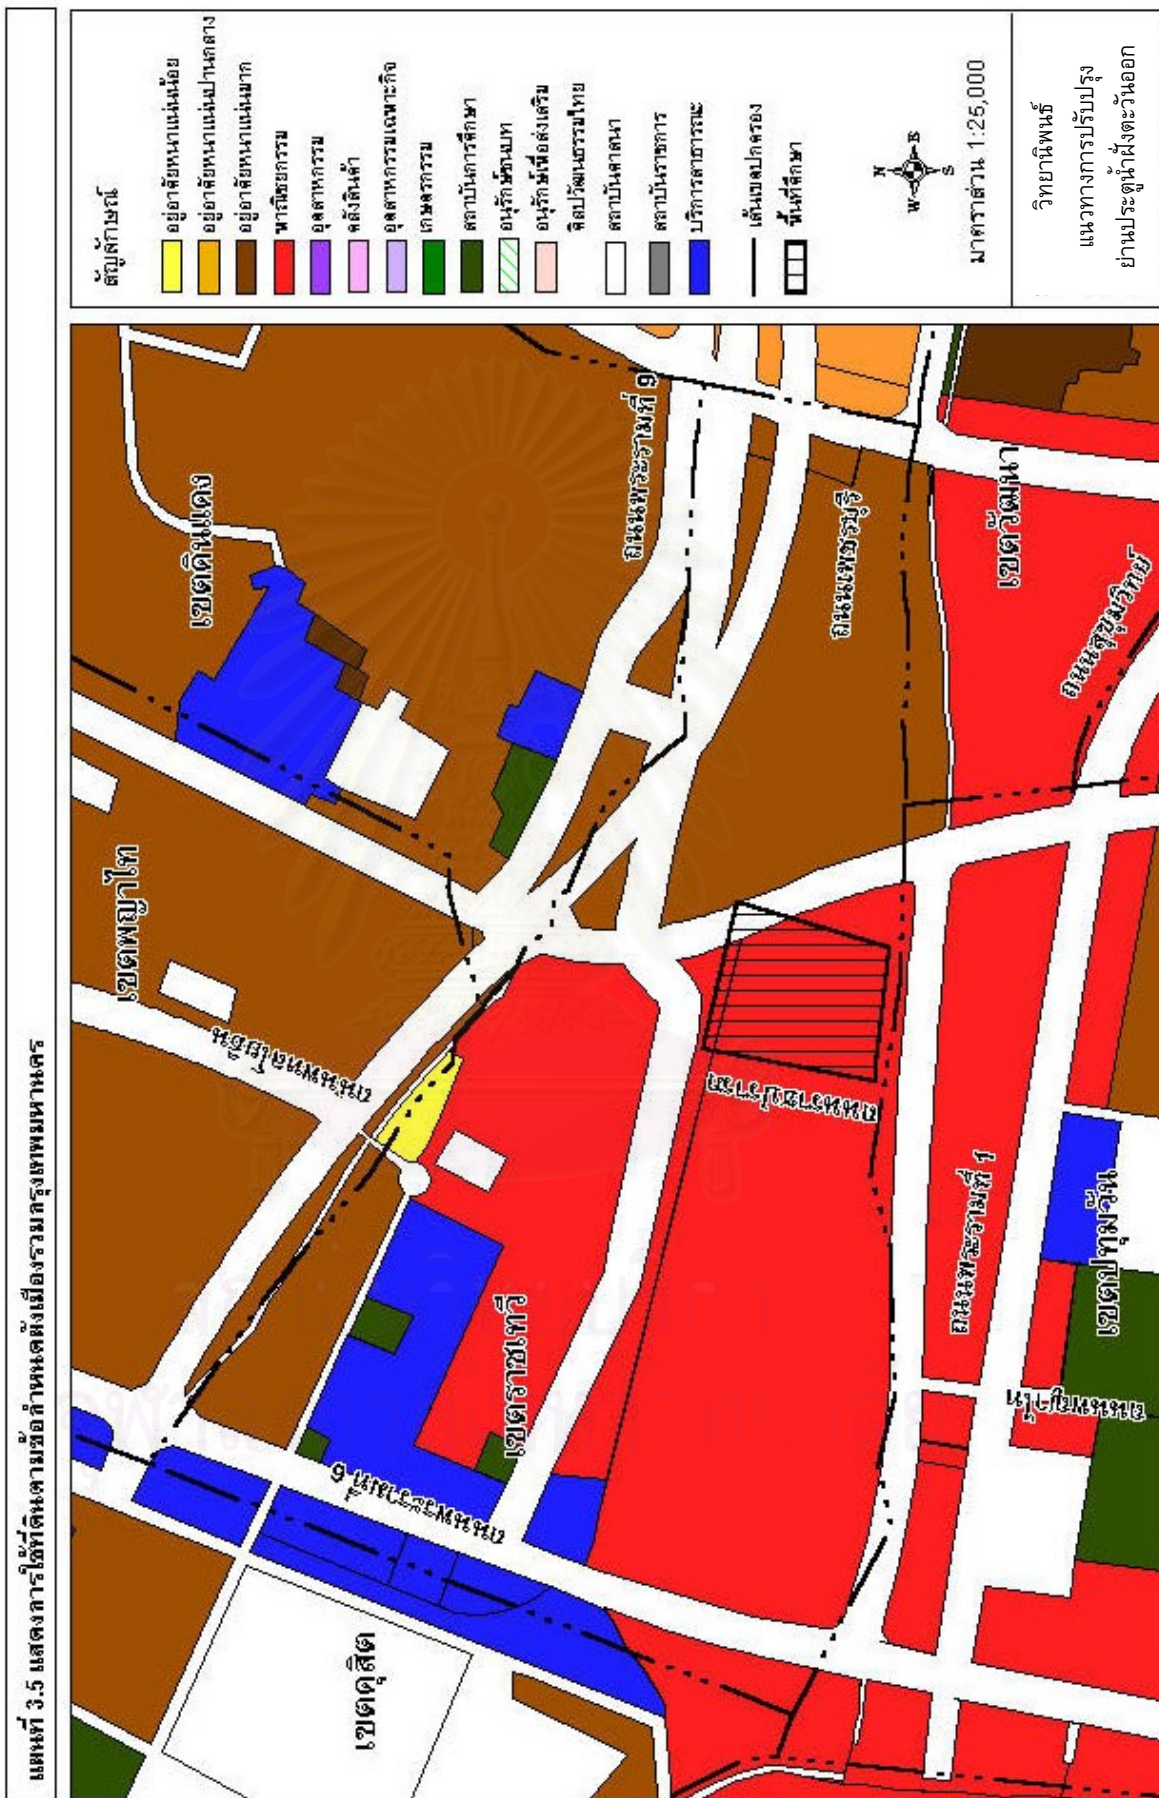 แผนที่ 3.5 แสดงการใช้ที่ดินตามข้อกำหนดผังเมืองรวมกรุงเทพมหานคร
เขตดินแดง
เขตพญาไท
ถนนพระรามที่ 9
ถนนพหลโยธิน
ถนนเพชรบุรี
เขตวัฒนา
ถนนสุขุมวิท
ถนนราชปรารภ
เขตราชเทวี
ถนนพระรามที่ 6
ถนนพระรามที่ 1
เขตปทุมวัน
ถนนพญาไท
เขตดุสิต
สัญลักษณ์
อยู่อาศัยหนาแน่นน้อย
อยู่อาศัยหนาแน่นปานกลาง
อยู่อาศัยหนาแน่นมาก
พาณิชยกรรม
อุตสาหกรรม
คลังสินค้า
อุตสาหกรรมเฉพาะกิจ
เกษตรกรรม
สถาบันการศึกษา
อนุรักษ์ชนบท
อนุรักษ์เพื่อส่งเสริม
ศิลปวัฒนธรรมไทย
สถาบันศาสนา
สถาบันราชการ
บริการสาธารณะ
เส้นเขตปกครอง
พื้นที่ศึกษา
N
W E
S
มาตราส่วน 1:25,000
วิทยานิพนธ์
แนวทางการปรับปรุง
ย่านประตูน้ำฝั่งตะวันออก